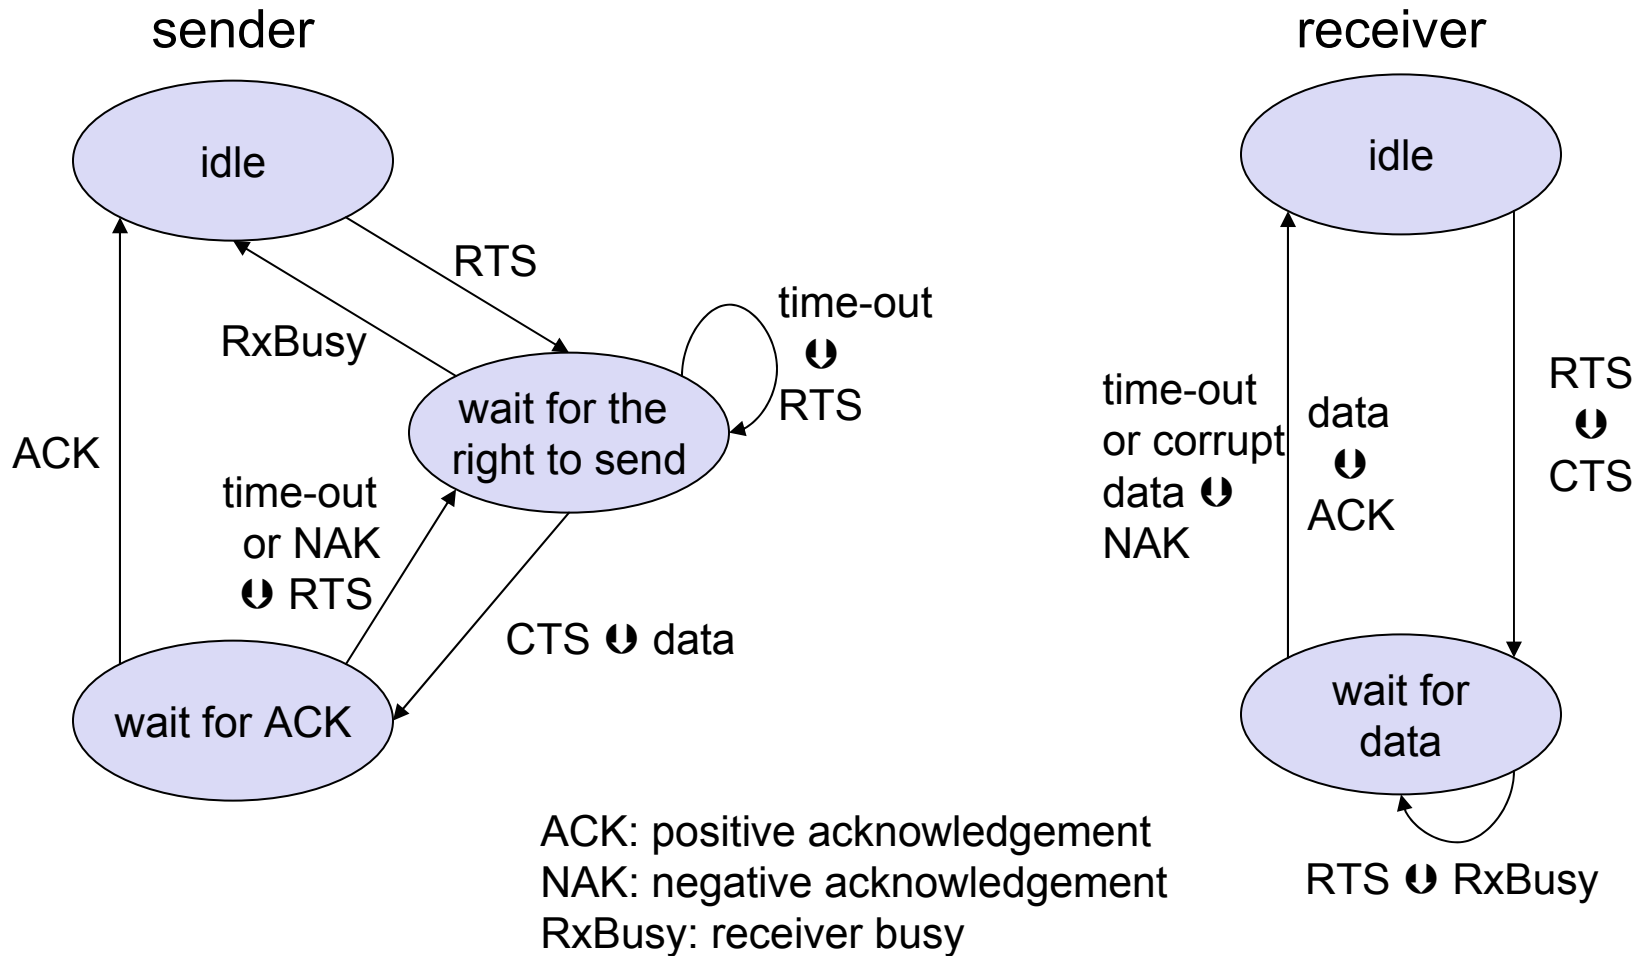 sender
receiver
idle
idle
RTS
RxBusy
time-out
⮋
RTS
wait for the
right to send
ACK
time-out
or NAK
⮋ RTS
CTS ⮋ data
wait for ACK
time-out
or corrupt
data ⮋
NAK
data
⮋
ACK
RTS
⮋
CTS
wait for
data
RTS ⮋ RxBusy
ACK: positive acknowledgement
NAK: negative acknowledgement
RxBusy: receiver busy